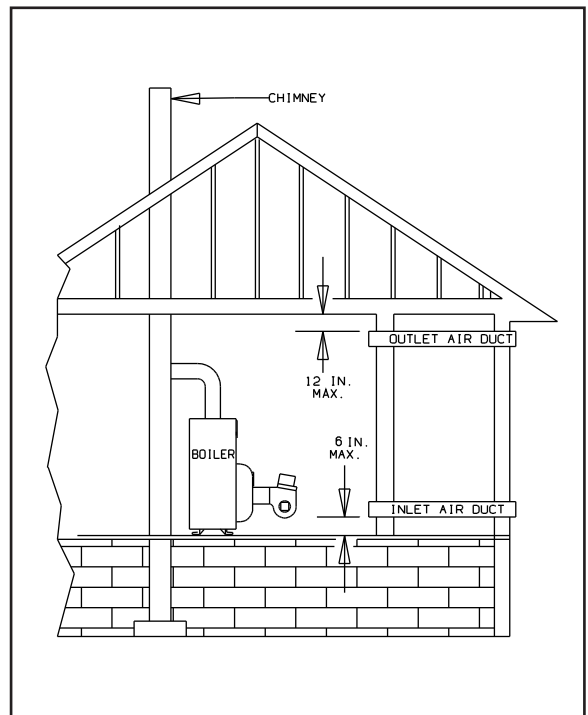 CHIMNEY
OUTLET AIR DUCT
12 IN.
MAX.
BOILER
6 IN.
MAX.
INLET AIR DUCT